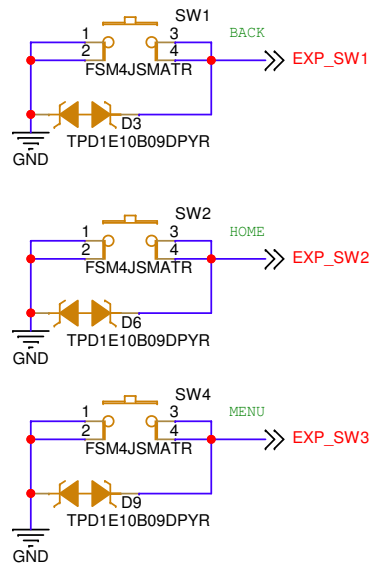 SW1
BACK
1
3
2
4
EXP_SW1
FSM4JSMATR
D3
TPD1E10B09DPYR
GND
SW2
HOME
1
3
2
4
EXP_SW2
FSM4JSMATR
D6
TPD1E10B09DPYR
GND
SW4
MENU
1
3
2
4
EXP_SW3
FSM4JSMATR
D9
TPD1E10B09DPYR
GND